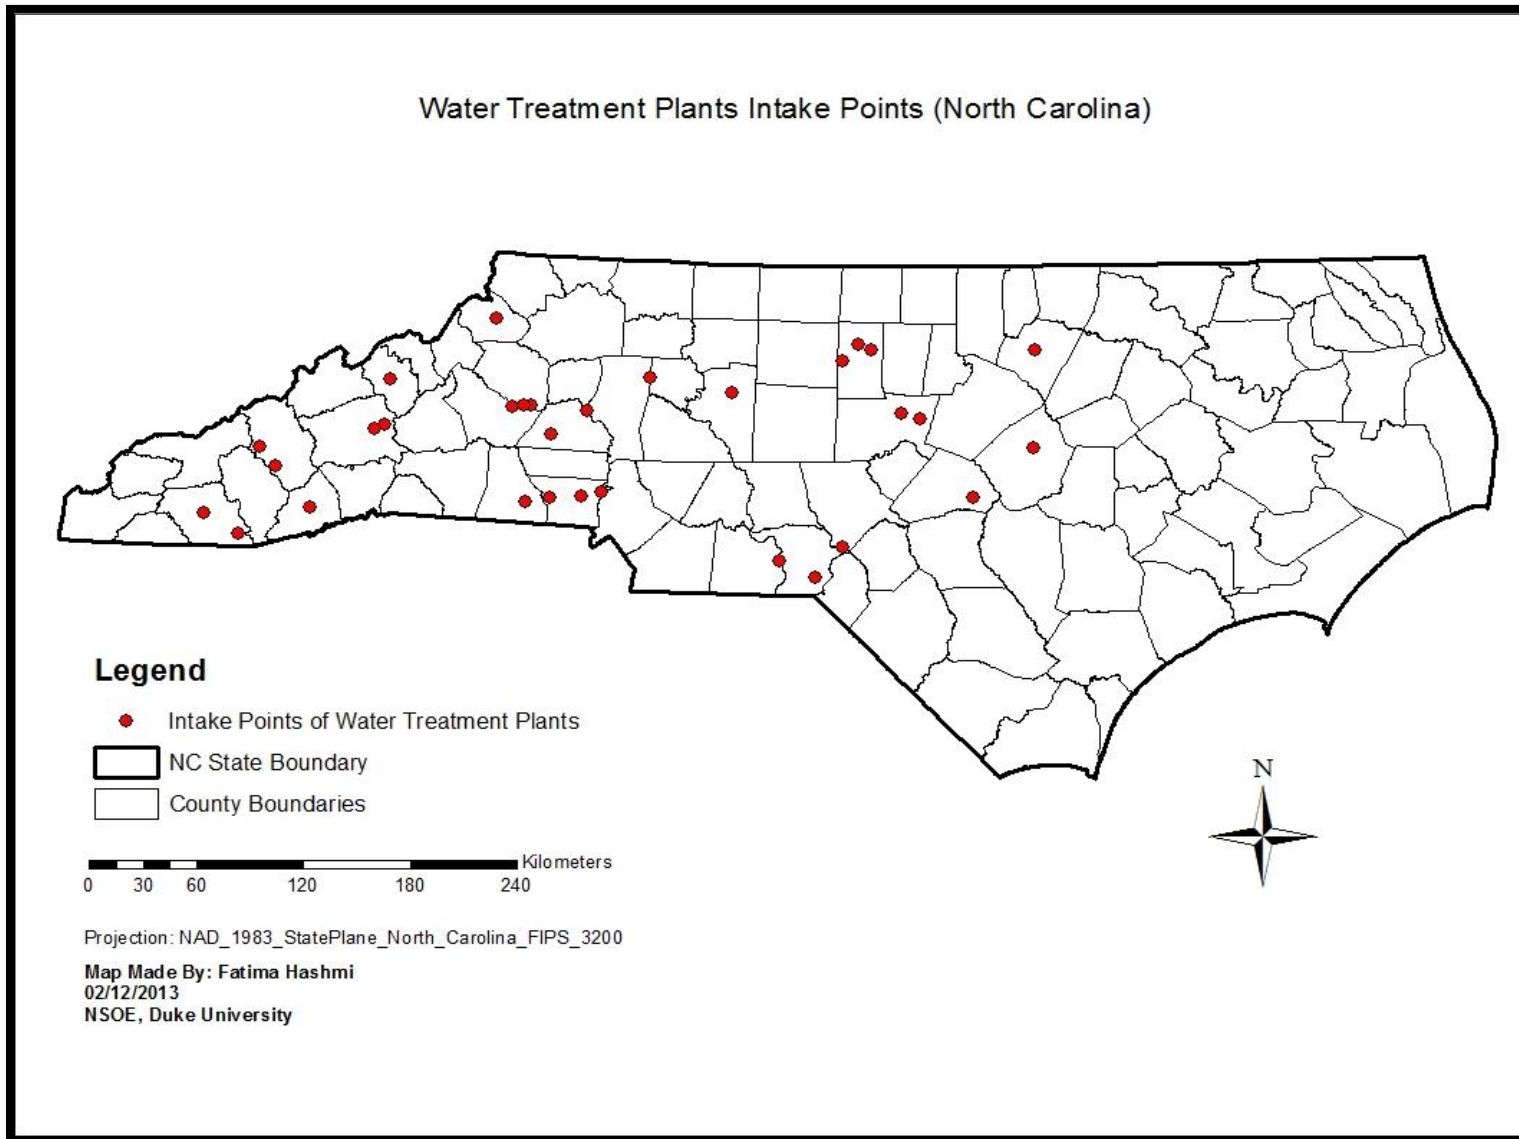 Water Treatment Plants Intake Points (North Carolina)
Legend
Intake Points of Water Treatment Plants
NC State Boundary
County Boundaries
Kilometers
0 30 60 120 180 240
N
Projection: NAD_1983_StatePlane_North_Carolina_FIPS_3200
Map Made By: Fatima Hashmi
02/12/2013
NSOE, Duke University